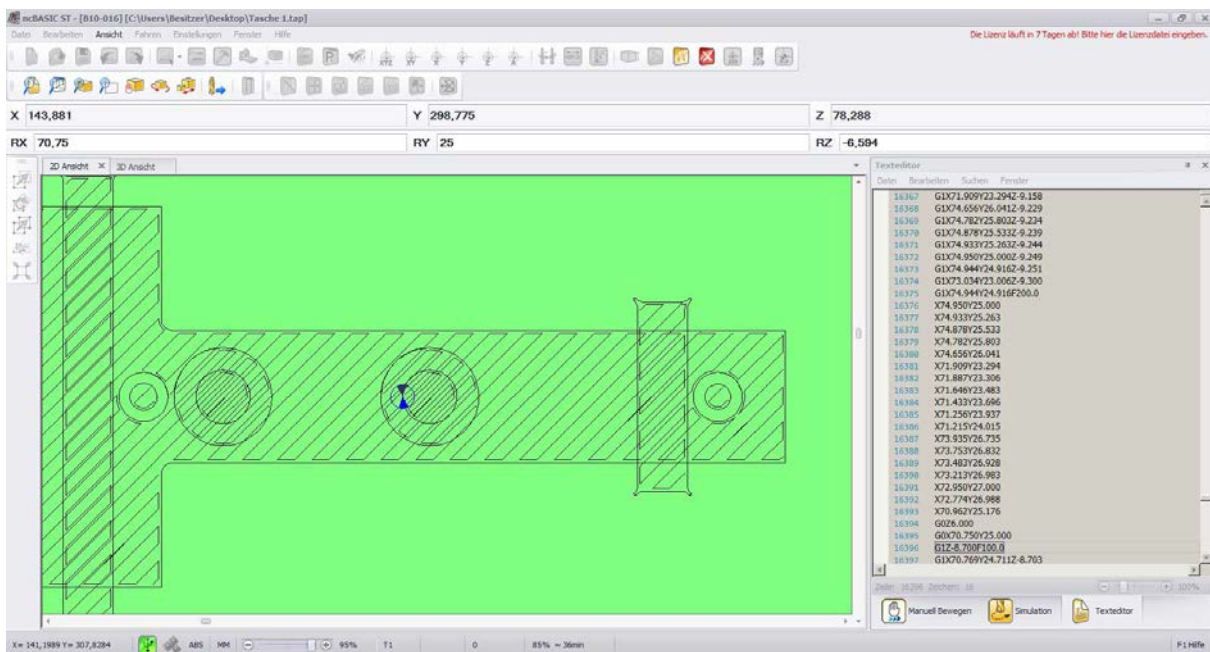 ncBASIC ST - [B10-016] [C:\Users\Besitzer\Desktop\Tasche 1.tap]
Datei Bearbeiten Ansicht Fahren Einstellungen Fenster Hilfe
Die Lizenz läuft in 7 Tagen ab! Bitte hier die Lizenzdatei eingeben.
X 143,881 Y 298,775 Z 78,288
RX 70,75 RY 25 RZ -6,594
2D Ansicht X 3D Ansicht
Texteditor
Datei Bearbeiten Suchen Fenster
16367 G1X71.909Y23.294Z-9.158
16368 G1X74.656Y26.041Z-9.229
16369 G1X74.782Y25.803Z-9.234
16370 G1X74.878Y25.533Z-9.239
16371 G1X74.933Y25.263Z-9.244
16372 G1X74.950Y25.000Z-9.249
16373 G1X74.944Y24.916Z-9.251
16374 G1X73.034Y23.006Z-9.300
16375 G1X74.944Y24.916F200.0
16376 X74.950Y25.000
16377 X74.933Y25.263
16378 X74.878Y25.533
16379 X74.782Y25.803
16380 X74.656Y26.041
16381 X71.909Y23.294
16382 X71.887Y23.306
16383 X71.646Y23.483
16384 X71.433Y23.696
16385 X71.256Y23.937
16386 X71.215Y24.015
16387 X73.935Y26.735
16388 X73.753Y26.832
16389 X73.483Y26.928
16390 X73.213Y26.983
16391 X72.950Y27.000
16392 X72.774Y26.988
16393 X70.962Y25.176
16394 G0Z6.000
16395 G0X70.750Y25.000
16396 G1Z-8.700F100.0
16397 G1X70.769Y24.711Z-8.703
100%
Manuell Bewegen Simulation Texteditor
X= 141,1989 Y= 307,8284 ABS MM 95% T1 0 85% ~ 36min F1 Hilfe